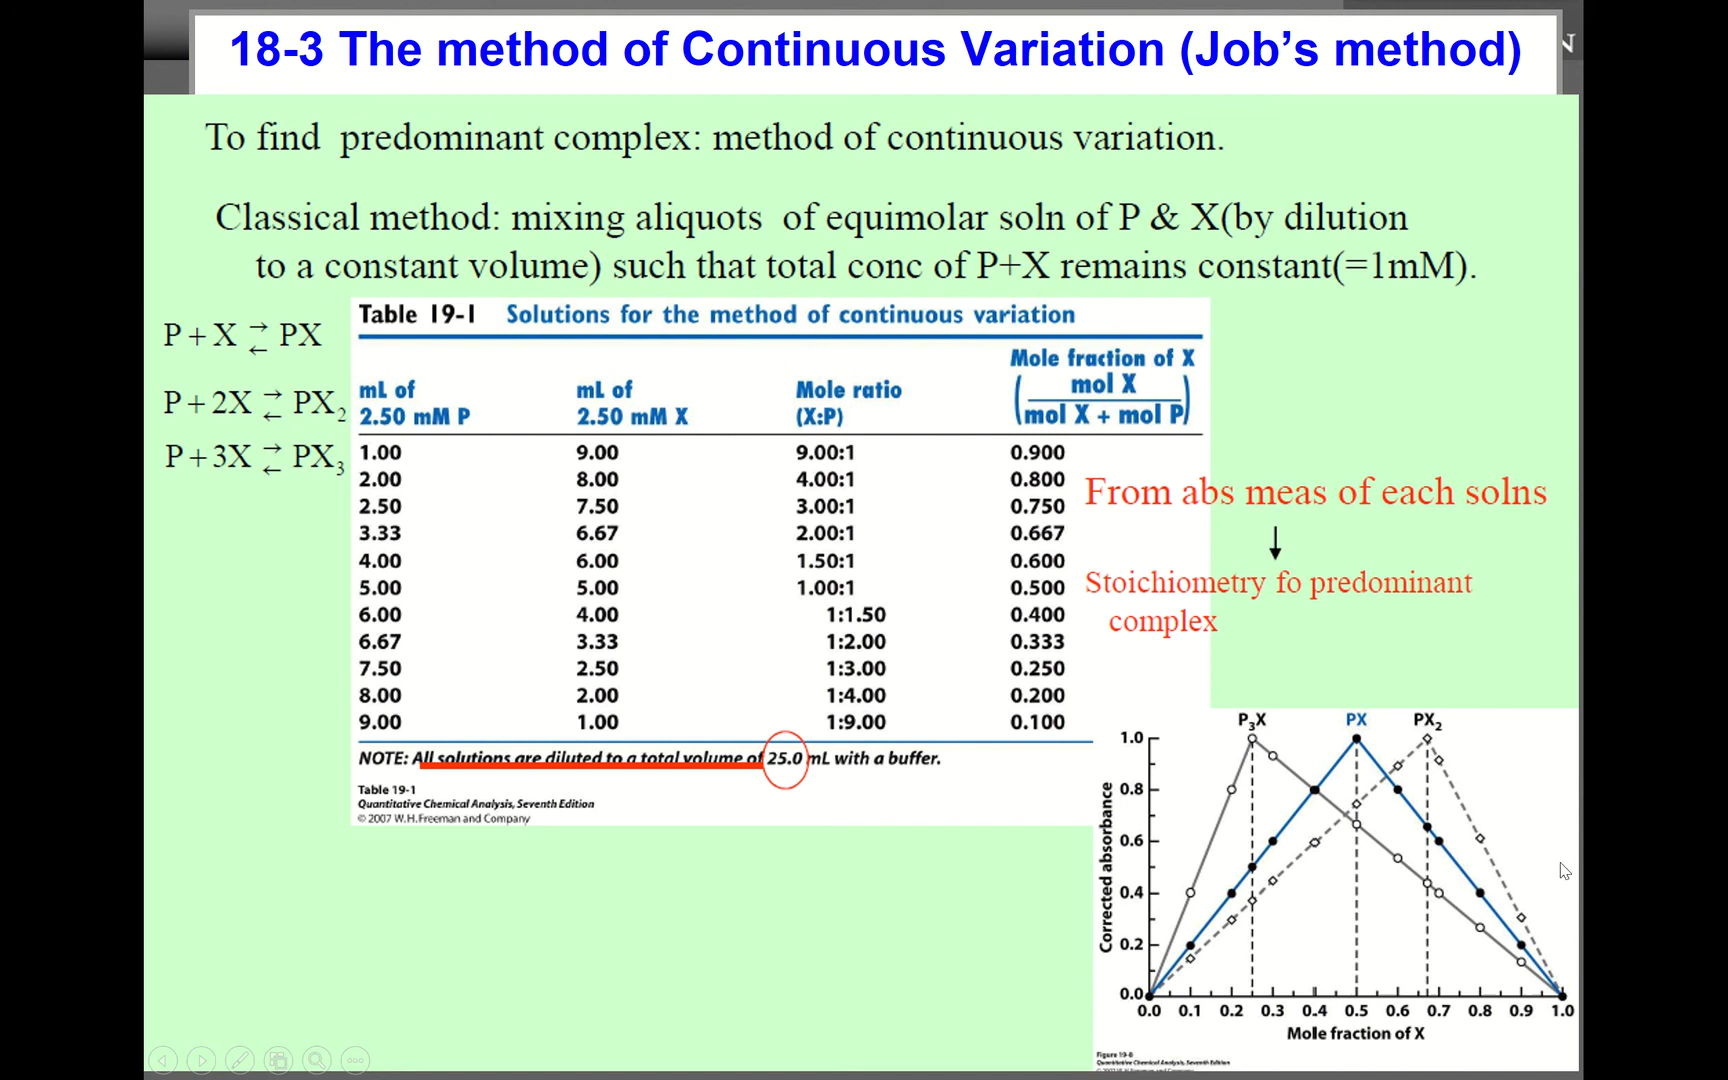 18-3 The method of Continuous Variation (Job's method)
N
To find predominant complex: method of continuous variation.
Classical method: mixing aliquots of equimolar soln of P & X(by dilution
to a constant volume) such that total conc of P+X remains constant(=1mM).
P + X ⇄ PX
P + 2X ⇄ PX₂
P + 3X ⇄ PX₃
Table 19-1 Solutions for the method of continuous variation
Mole fraction of X
mL of mL of Mole ratio mol X
2.50 mM P 2.50 mM X (X:P) (mol X + mol P)
1.00 9.00 9.00:1 0.900
2.00 8.00 4.00:1 0.800
2.50 7.50 3.00:1 0.750
3.33 6.67 2.00:1 0.667
4.00 6.00 1.50:1 0.600
5.00 5.00 1.00:1 0.500
6.00 4.00 1:1.50 0.400
6.67 3.33 1:2.00 0.333
7.50 2.50 1:3.00 0.250
8.00 2.00 1:4.00 0.200
9.00 1.00 1:9.00 0.100
NOTE: All solutions are diluted to a total volume of 25.0 mL with a buffer.
Table 19-1
Quantitative Chemical Analysis, Seventh Edition
© 2007 W.H.Freeman and Company
From abs meas of each solns
↓
Stoichiometry fo predominant
complex
P₃X PX PX₂
1.0
0.8
0.6
0.4
0.2
0.0
Corrected absorbance
0.0 0.1 0.2 0.3 0.4 0.5 0.6 0.7 0.8 0.9 1.0
Mole fraction of X
Quantitative Chemical Analysis, Seventh Edition